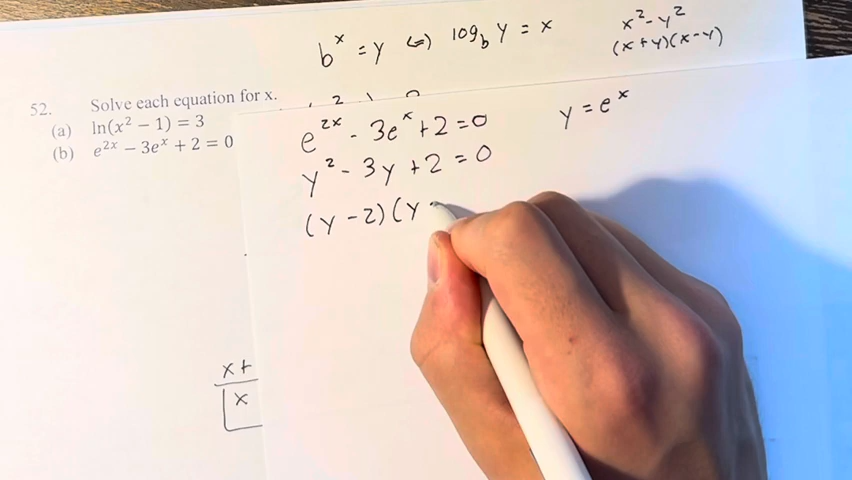 b^x = y ⇔ log_b y = x
x² - y²
(x + y)(x - y)
52. Solve each equation for x.
(a) ln(x² − 1) = 3
(b) e^{2x} − 3e^x + 2 = 0
e^{2x} - 3e^x + 2 = 0
y = e^x
y² - 3y + 2 = 0
(y - 2)(y -
x +
x